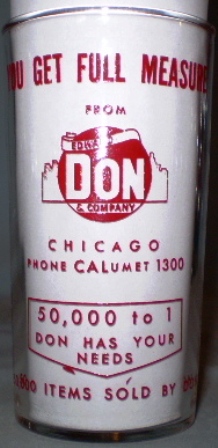 YOU GET FULL MEASURE
FROM
EDWARD
DON
& COMPANY
CHICAGO
PHONE CALUMET 1300
50,000 to 1
DON HAS YOUR
NEEDS
ITEMS SOLD BY